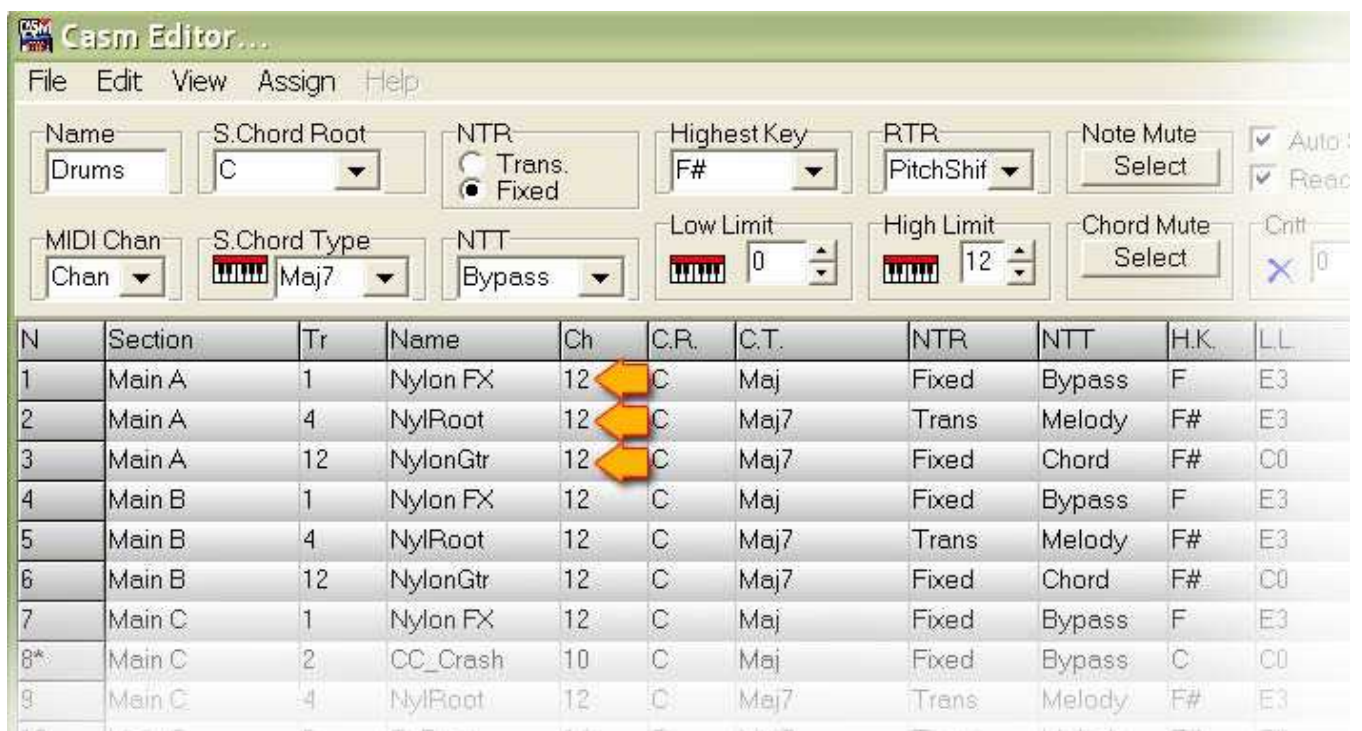 Casm Editor...
File Edit View Assign Help
Name S.Chord Root NTR Highest Key RTR Note Mute Auto
Drums C Trans. F# PitchShif Select
Fixed
MIDI Chan S.Chord Type NTT Low Limit High Limit Chord Mute
Chan Maj7 Bypass 0 12 Select 0
N Section Tr Name Ch C.R. C.T. NTR NTT H.K. L.L.
1 Main A 1 Nylon FX 12 C Maj Fixed Bypass F E3
2 Main A 4 NylRoot 12 C Maj7 Trans Melody F# E3
3 Main A 12 NylonGtr 12 C Maj7 Fixed Chord F# C0
4 Main B 1 Nylon FX 12 C Maj Fixed Bypass F E3
5 Main B 4 NylRoot 12 C Maj7 Trans Melody F# E3
6 Main B 12 NylonGtr 12 C Maj7 Fixed Chord F# C0
7 Main C 1 Nylon FX 12 C Maj Fixed Bypass F E3
8* Main C 2 CC_Crash 10 C Maj Fixed Bypass C C0
9 Main C 4 NylRoot 12 C Maj7 Trans Melody F# E3